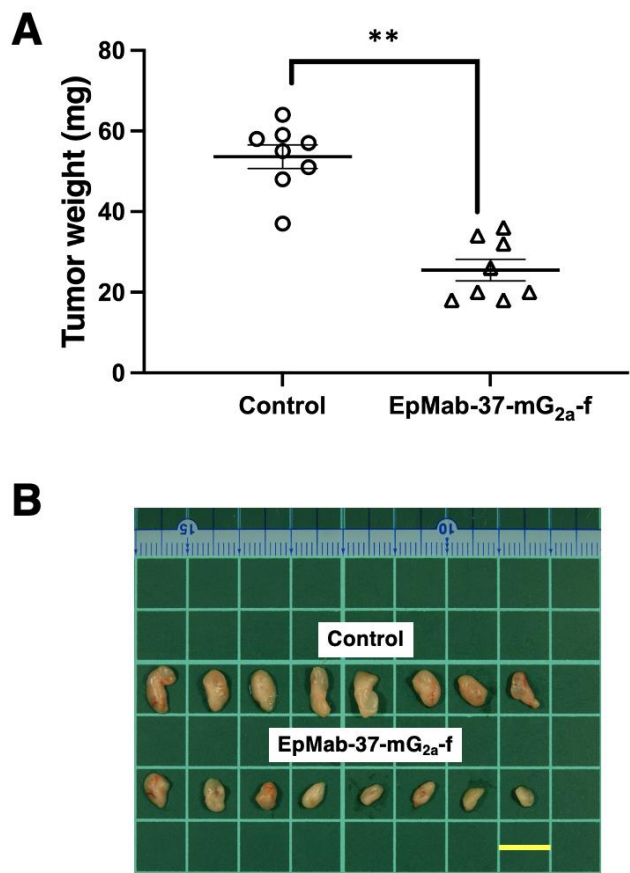 A
**
80
60
40
20
0
Tumor weight (mg)
Control
EpMab-37-mG₂ₐ-f
B
15
10
Control
EpMab-37-mG₂ₐ-f